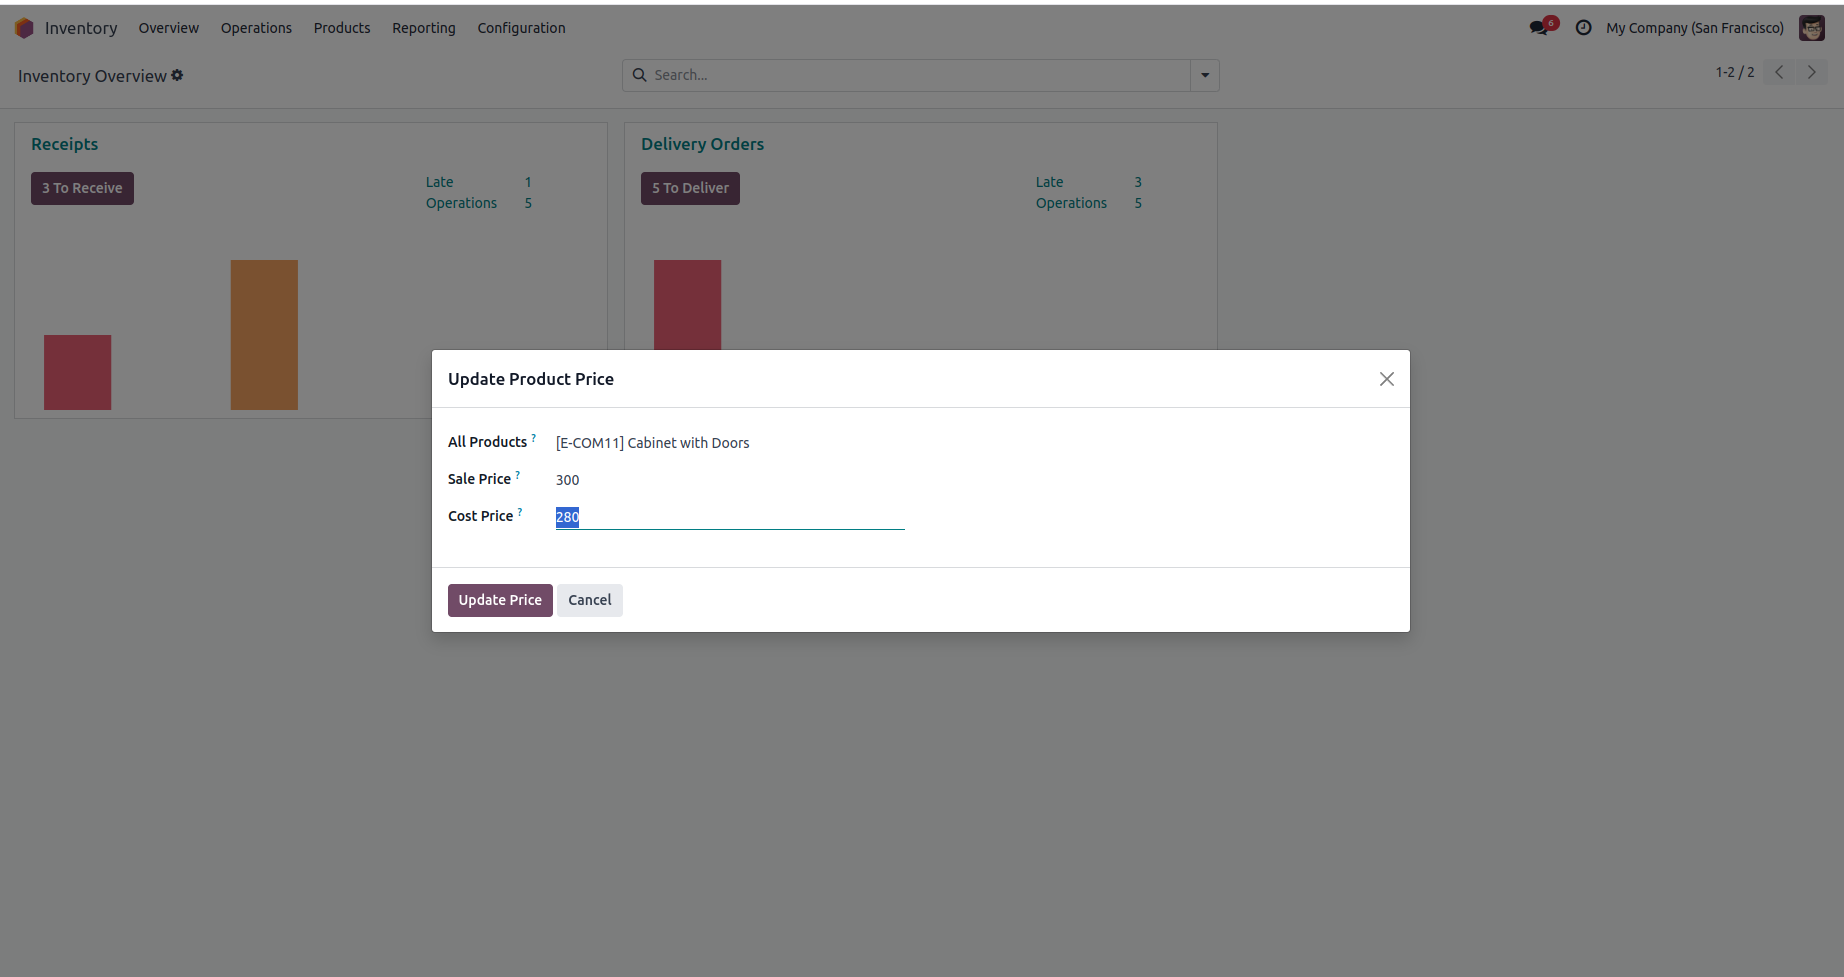 Inventory Overview Operations Products Reporting Configuration 6 My Company (San Francisco)
Inventory Overview Search... 1-2 / 2
Receipts
3 To Receive
Late 1
Operations 5
Delivery Orders
5 To Deliver
Late 3
Operations 5
Update Product Price
All Products ? [E-COM11] Cabinet with Doors
Sale Price ? 300
Cost Price ? 280
Update Price Cancel